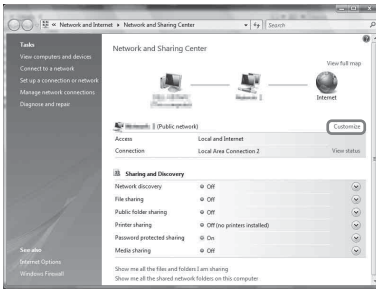 Network and Internet
Network and Sharing Center
Search
Tasks
View computers and devices
Connect to a network
Set up a connection or network
Manage network connections
Diagnose and repair
See also
Internet Options
Windows Firewall
Network and Sharing Center
View full map
Internet
(Public network)
Customize
Access Local and Internet
Connection Local Area Connection 2 View status
Sharing and Discovery
Network discovery Off
File sharing Off
Public folder sharing Off
Printer sharing Off (no printers installed)
Password protected sharing On
Media sharing Off
Show me all the files and folders I am sharing
Show me all the shared network folders on this computer